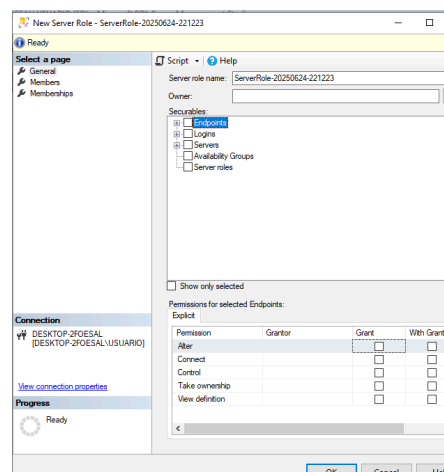 New Server Role - ServerRole-20250624-221223
Ready
Select a page
General
Members
Memberships
Script
Help
Server role name:
ServerRole-20250624-221223
Owner:
Securables:
Endpoints
Logins
Servers
Availability Groups
Server roles
Show only selected
Permissions for selected Endpoints:
Explicit
Permission Grantor Grant With Grant
Alter
Connect
Control
Take ownership
View definition
Connection
DESKTOP-2FOESAL
[DESKTOP-2FOESAL\USUARIO]
View connection properties
Progress
Ready
OK Cancel